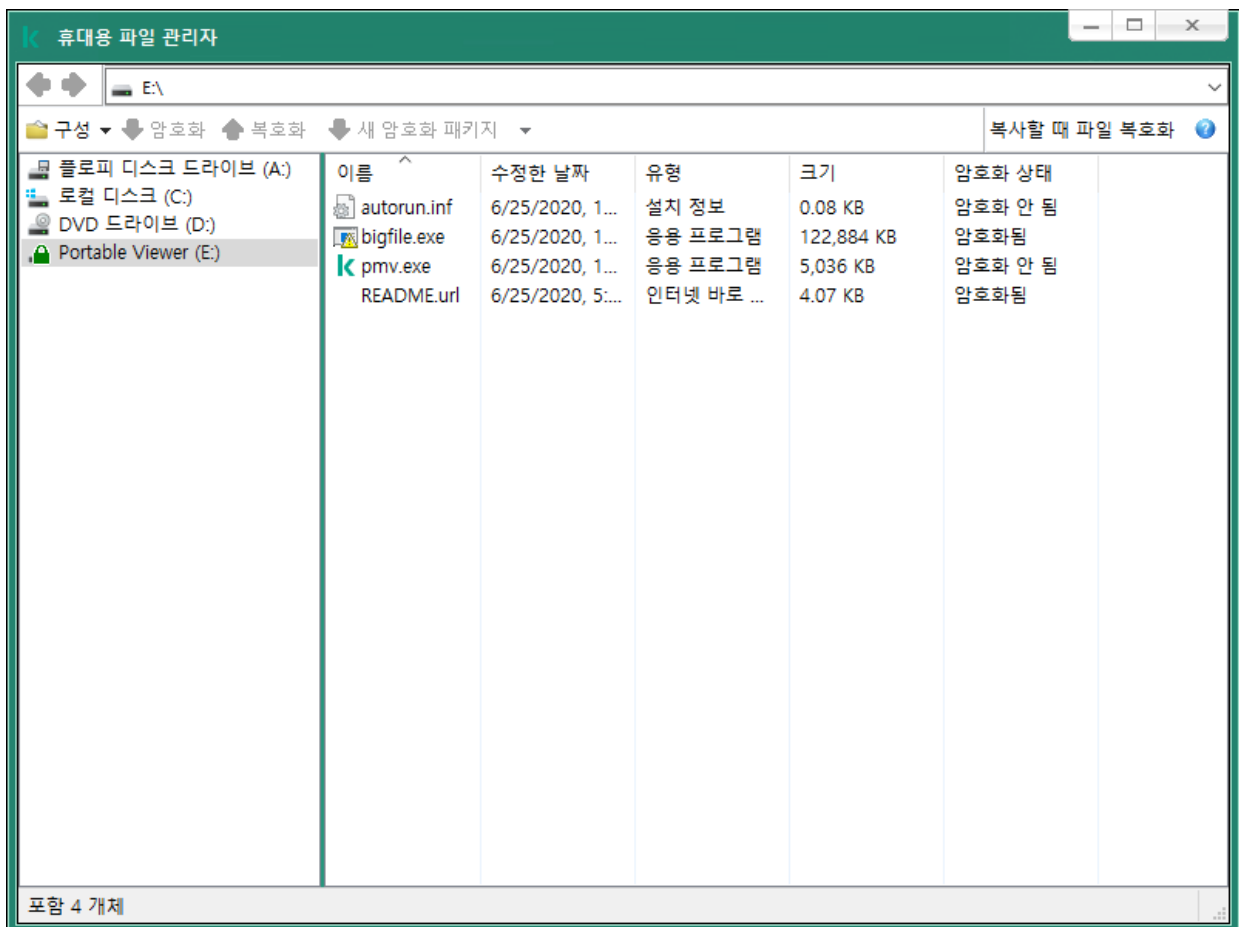 휴대용 파일 관리자
E:\
구성 암호화 복호화 새 암호화 패키지 복사할 때 파일 복호화
플로피 디스크 드라이브 (A:)
로컬 디스크 (C:)
DVD 드라이브 (D:)
Portable Viewer (E:)
이름 수정한 날짜 유형 크기 암호화 상태
autorun.inf 6/25/2020, 1... 설치 정보 0.08 KB 암호화 안 됨
bigfile.exe 6/25/2020, 1... 응용 프로그램 122,884 KB 암호화됨
pmv.exe 6/25/2020, 1... 응용 프로그램 5,036 KB 암호화 안 됨
README.url 6/25/2020, 5:... 인터넷 바로 ... 4.07 KB 암호화됨
포함 4 개체